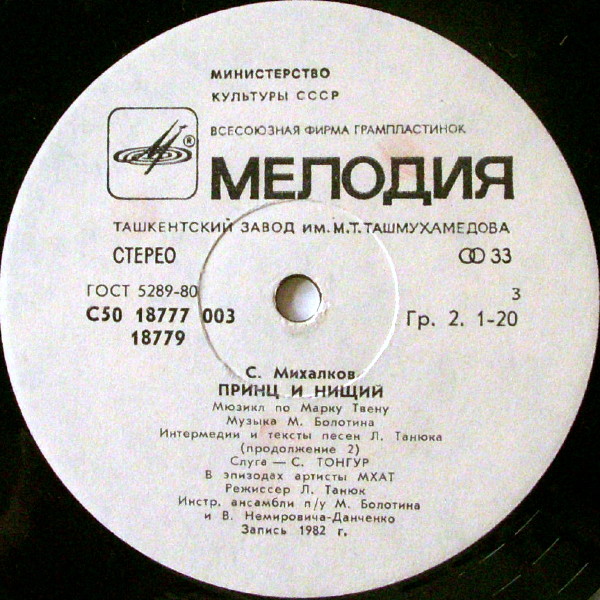 МИНИСТЕРСТВО
КУЛЬТУРЫ СССР
ВСЕСОЮЗНАЯ ФИРМА ГРАМПЛАСТИНОК
®
МЕЛОДИЯ
ТАШКЕНТСКИЙ ЗАВОД ИМ. М.Т. ТАШМУХАМЕДОВА
СТЕРЕО 33
ГОСТ 5289-80 3
С50 18777 003 Гр. 2. 1-20
18779
С. Михалков
ПРИНЦ И НИЩИЙ
Мюзикл по Марку Твену
Музыка М. Болотина
Интермедии и тексты песен Л. Танюка
(продолжение 2)
Слуга — С. ТОНГУР
В эпизодах артисты МХАТ
Режиссер Л. Танюк
Инстр. ансамбли п/у М. Болотина
и В. Немировича-Данченко
Запись 1982 г.